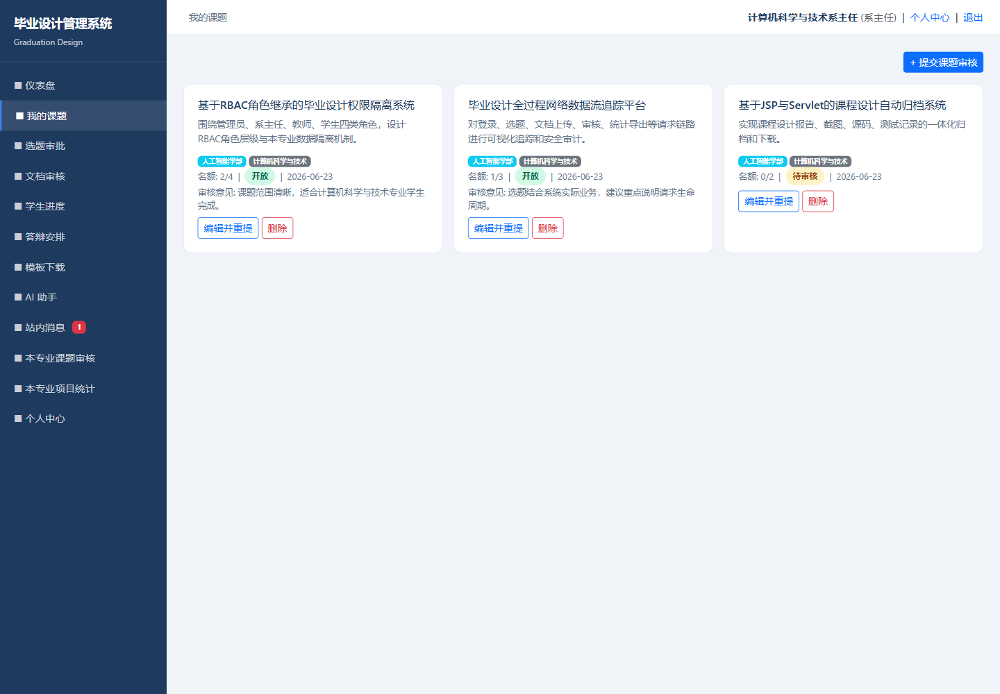 毕业设计管理系统
Graduation Design
仪表盘
我的课题
选题审批
文档审核
学生进度
答辩安排
模板下载
AI 助手
站内消息 1
本专业课题审核
本专业项目统计
个人中心
我的课题
计算机科学与技术系主任 (系主任) | 个人中心 | 退出
+ 提交课题审核
基于RBAC角色继承的毕业设计权限隔离系统
围绕管理员、系主任、教师、学生四类角色，设计
RBAC角色层级与本专业数据隔离机制。
人工智能学部 计算机科学与技术
名额: 2/4 | 开放 | 2026-06-23
审核意见: 课题范围清晰，适合计算机科学与技术专业学生
完成。
编辑并重提 删除
毕业设计全过程网络数据流追踪平台
对登录、选题、文档上传、审核、统计导出等请求链路
进行可视化追踪和安全审计。
人工智能学部 计算机科学与技术
名额: 1/3 | 开放 | 2026-06-23
审核意见: 选题结合系统实际业务，建议重点说明请求生命
周期。
编辑并重提 删除
基于JSP与Servlet的课程设计自动归档系统
实现课程设计报告、截图、源码、测试记录的一体化归
档和下载。
人工智能学部 计算机科学与技术
名额: 0/2 | 待审核 | 2026-06-23
编辑并重提 删除